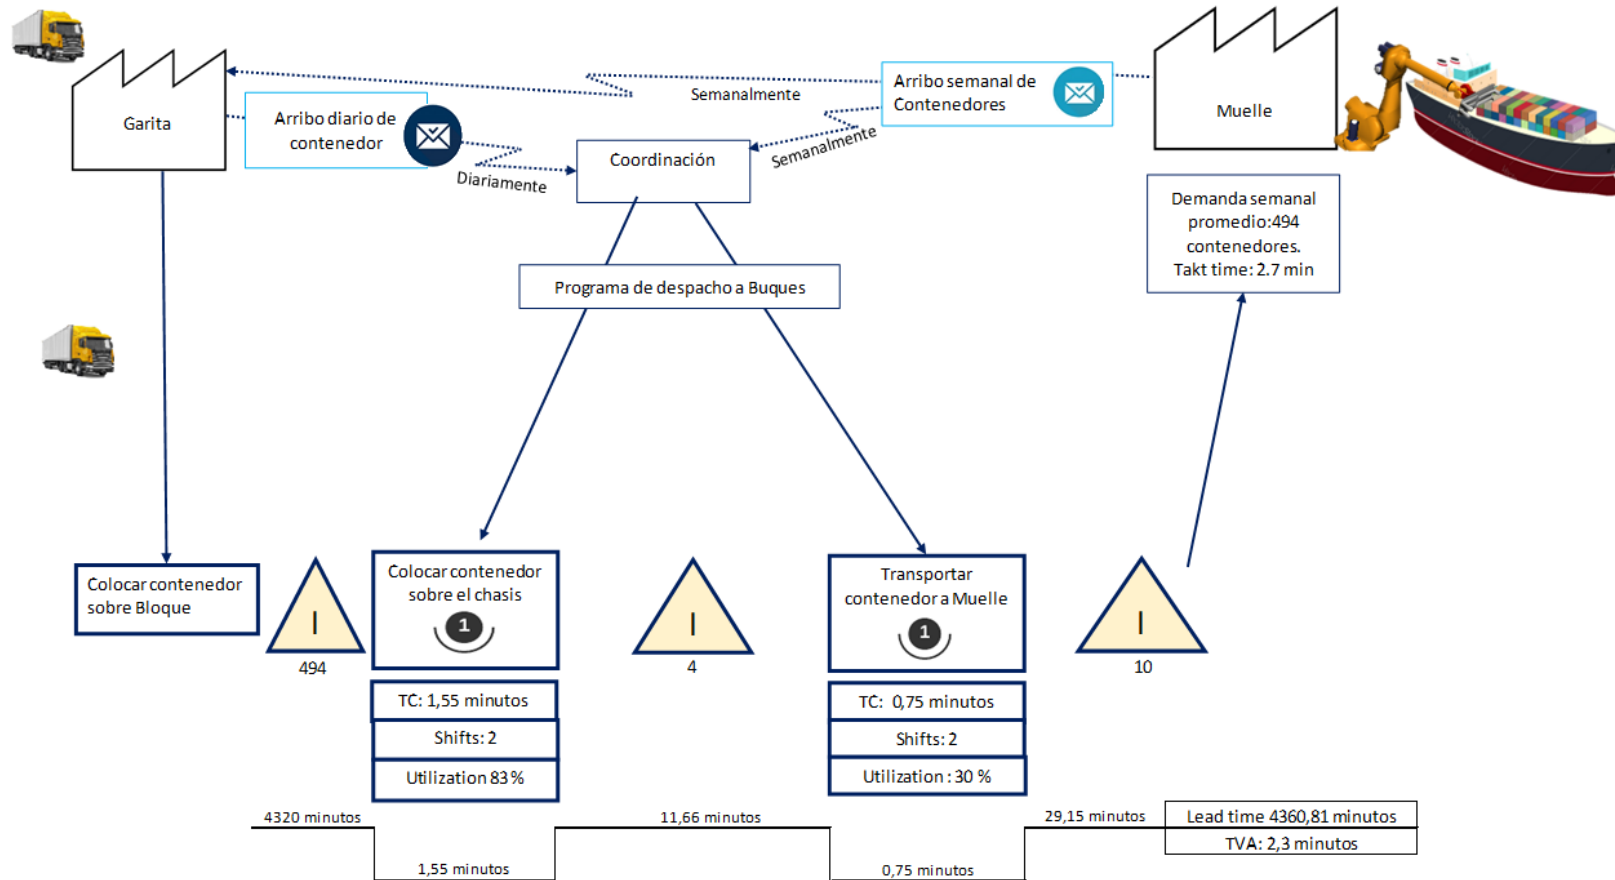 Garita
Arribo diario de
contenedor
Semanalmente
Arribo semanal de
Contenedores
Muelle
Diariamente
Coordinación
Semanalmente
Demanda semanal
promedio:494
contenedores.
Takt time: 2.7 min
Programa de despacho a Buques
Colocar contenedor
sobre Bloque
I
494
Colocar contenedor
sobre el chasis
1
I
4
Transportar
contenedor a Muelle
1
I
10
TC: 1,55 minutos
Shifts: 2
Utilization 83 %
TC: 0,75 minutos
Shifts: 2
Utilization : 30 %
4320 minutos
1,55 minutos
11,66 minutos
0,75 minutos
29,15 minutos
Lead time 4360,81 minutos
TVA: 2,3 minutos